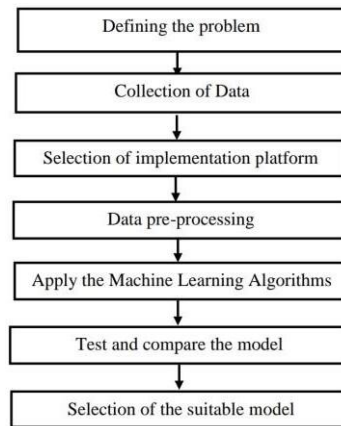 Defining the problem
Collection of Data
Selection of implementation platform
Data pre-processing
Apply the Machine Learning Algorithms
Test and compare the model
Selection of the suitable model